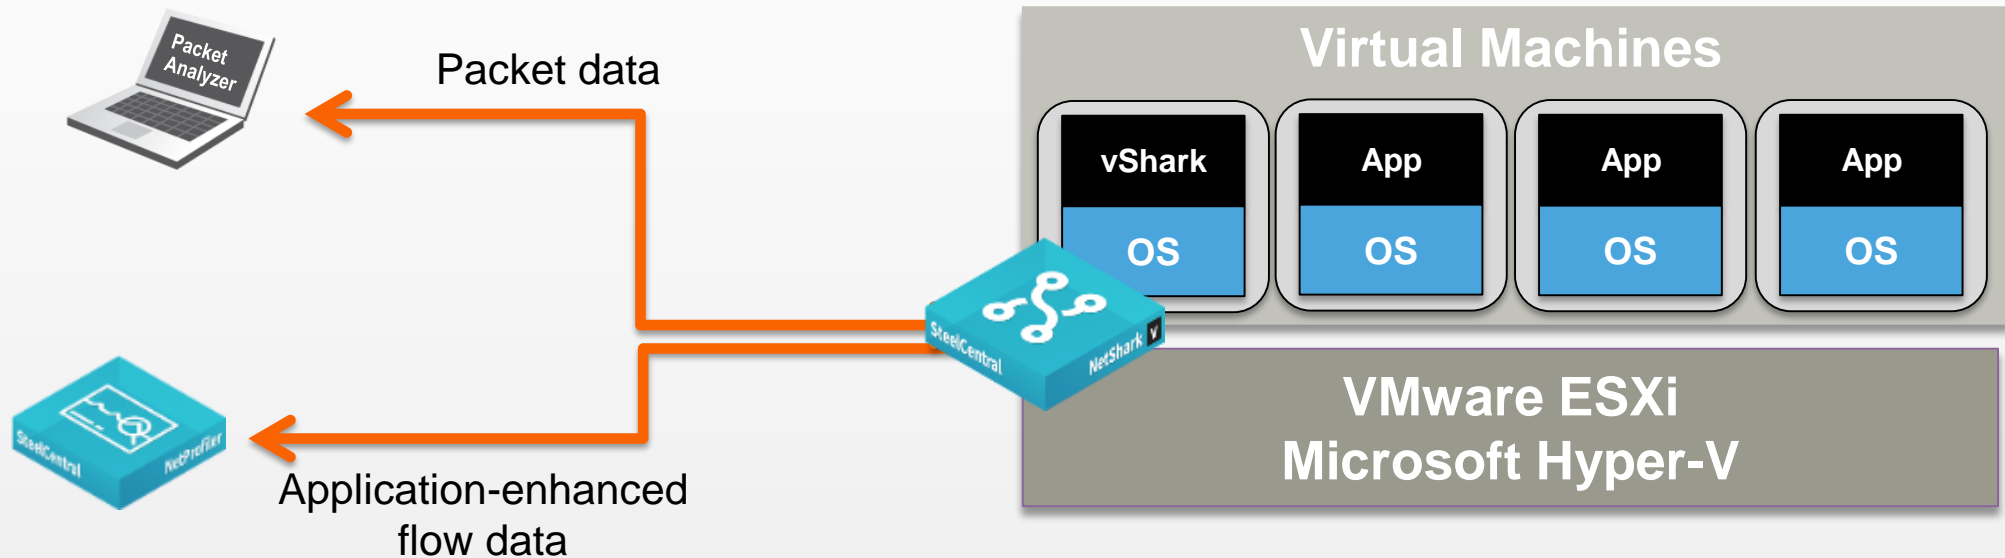 Packet
Analyzer
Packet data
Virtual Machines
vShark
App
App
App
OS
OS
OS
OS
SteelCentral
NetShark
V
VMware ESXi
Microsoft Hyper-V
SteelCentral
NetProfiler
Application-enhanced
flow data